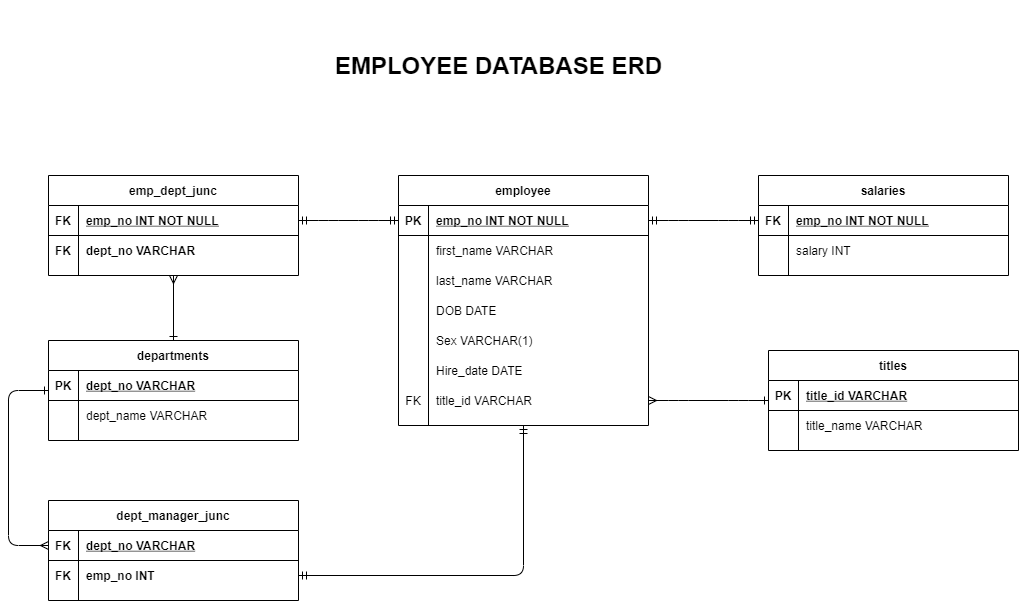 EMPLOYEE DATABASE ERD
emp_dept_junc
FK emp_no INT NOT NULL
FK dept_no VARCHAR
employee
PK emp_no INT NOT NULL
first_name VARCHAR
last_name VARCHAR
DOB DATE
Sex VARCHAR(1)
Hire_date DATE
FK title_id VARCHAR
salaries
FK emp_no INT NOT NULL
salary INT
departments
PK dept_no VARCHAR
dept_name VARCHAR
titles
PK title_id VARCHAR
title_name VARCHAR
dept_manager_junc
FK dept_no VARCHAR
FK emp_no INT